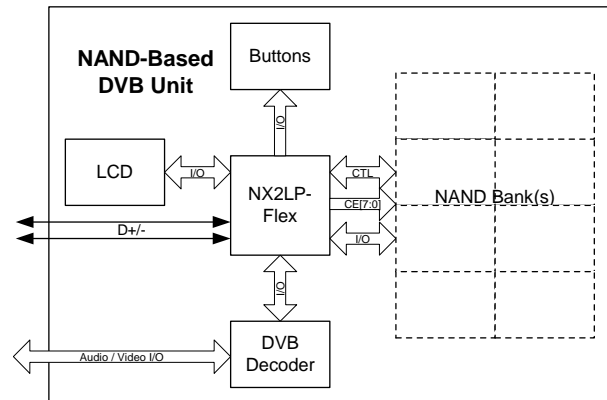 NAND-Based
DVB Unit
Buttons
I/O
LCD
I/O
NX2LP-
Flex
CTL
CE[7:0]
I/O
NAND Bank(s)
D+/-
I/O
DVB
Decoder
Audio / Video I/O